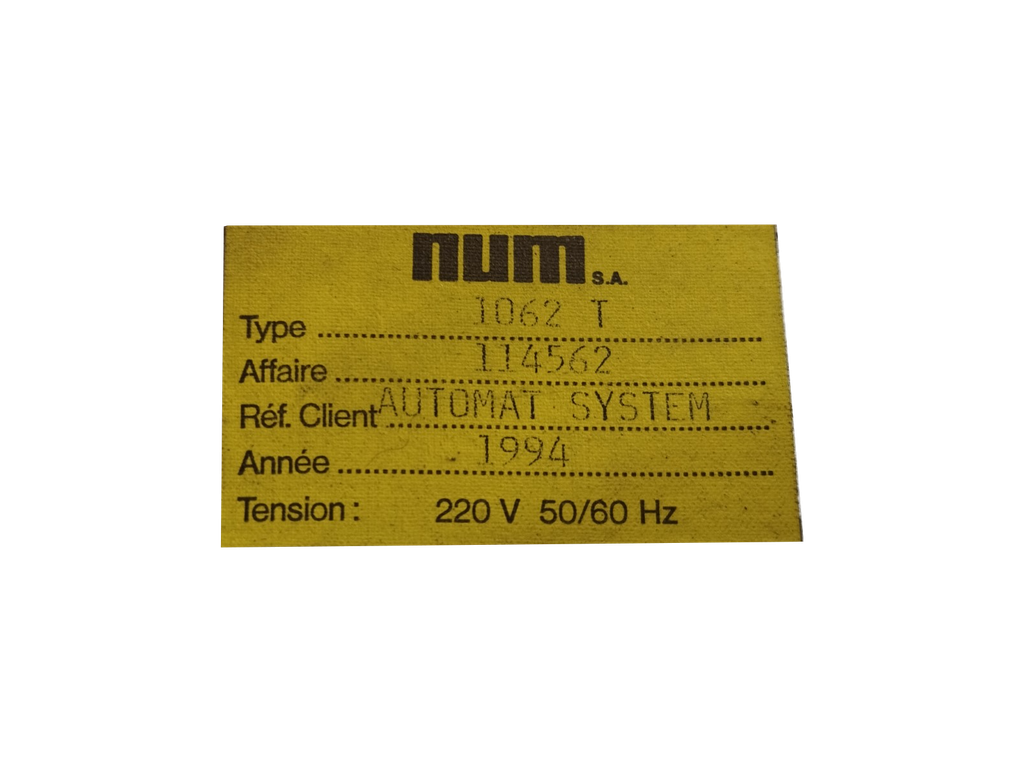 num S.A.
Type 1062 T
Affaire 114562
Réf. Client AUTOMAT SYSTEM
Année 1994
Tension : 220 V 50/60 Hz